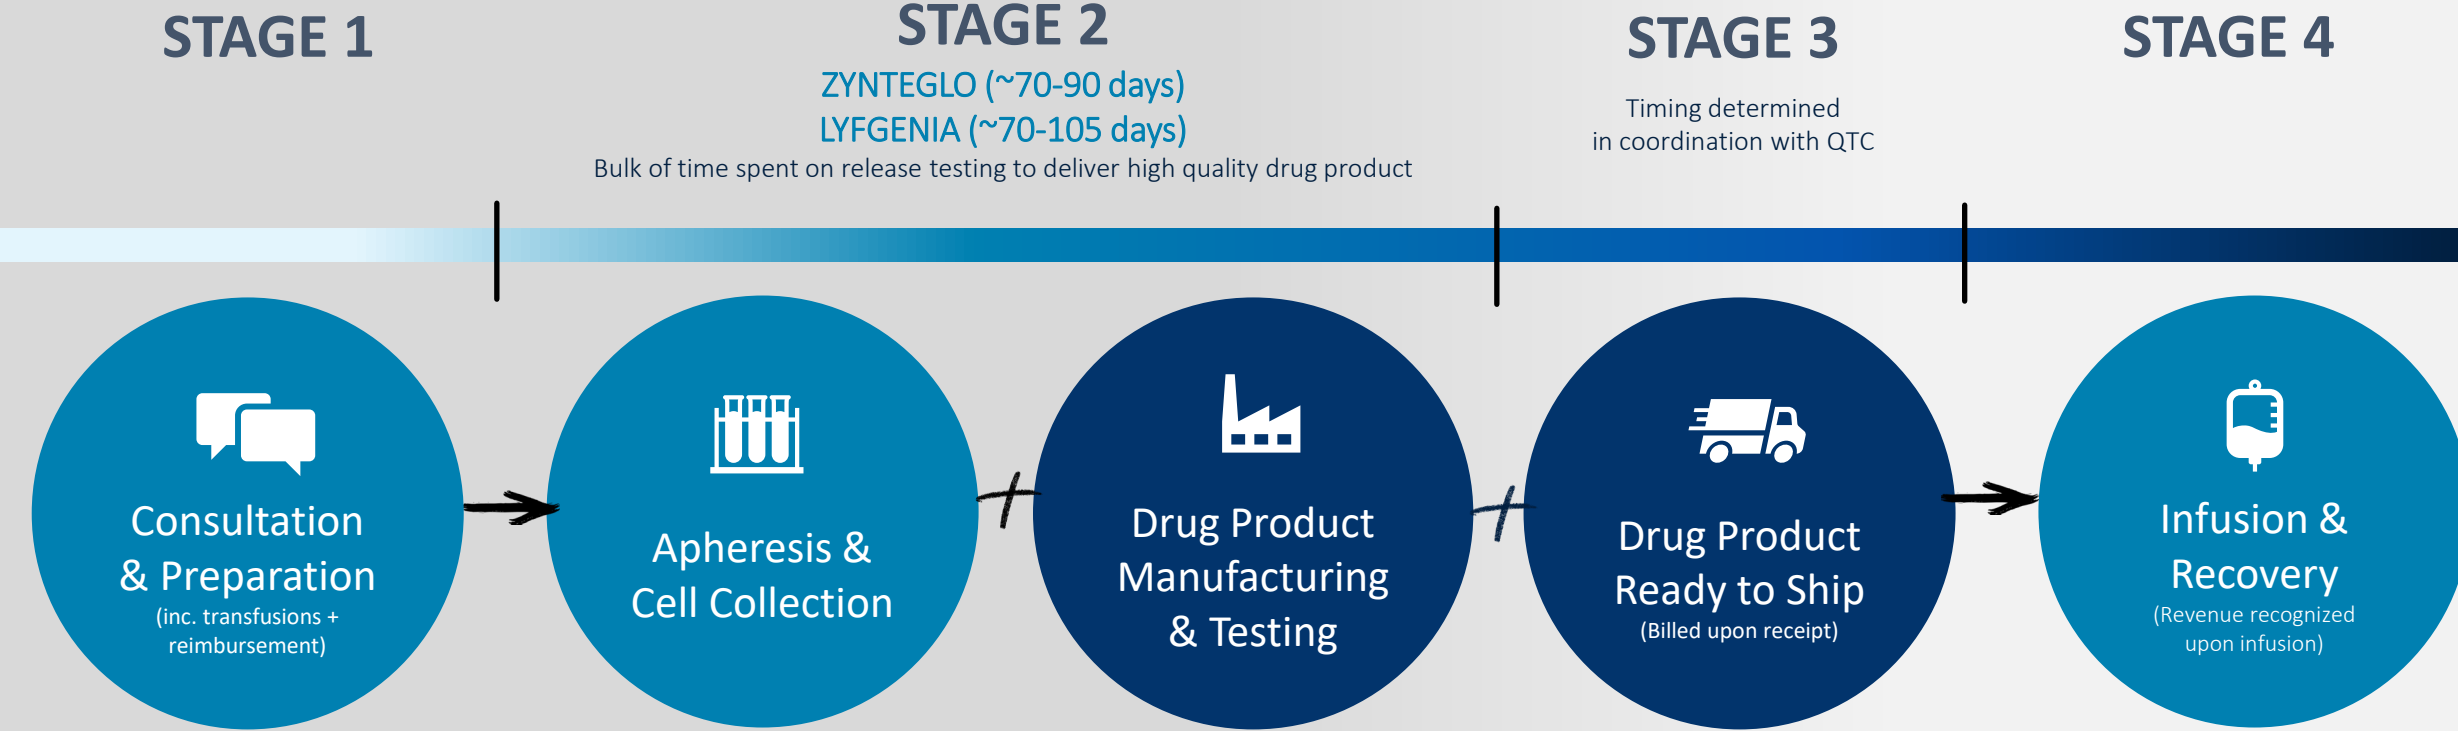 STAGE 1
STAGE 2
ZYNTEGLO (~70-90 days)
LYFGENIA (~70-105 days)
Bulk of time spent on release testing to deliver high quality drug product
STAGE 3
Timing determined
in coordination with QTC
STAGE 4
Consultation
& Preparation
(inc. transfusions +
reimbursement)
Apheresis &
Cell Collection
Drug Product
Manufacturing
& Testing
Drug Product
Ready to Ship
(Billed upon receipt)
Infusion &
Recovery
(Revenue recognized
upon infusion)